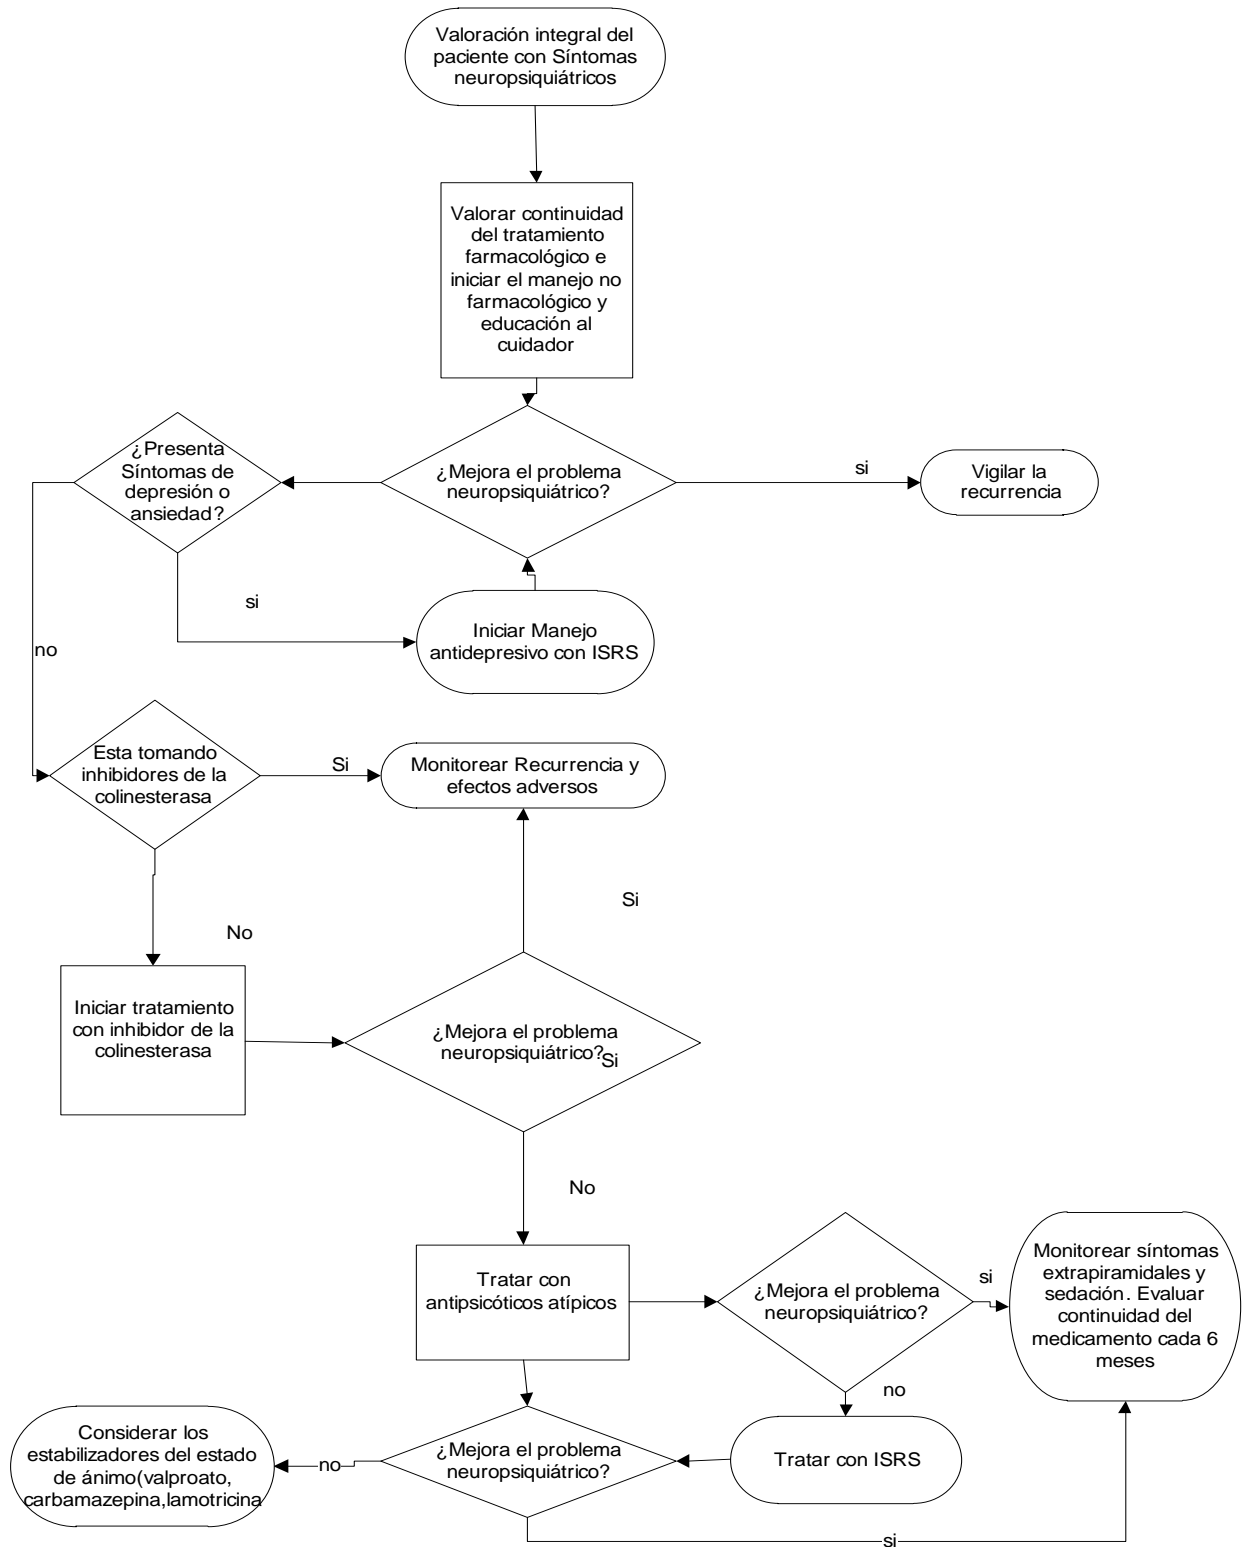 Valoración integral del
paciente con Síntomas
neuropsiquiátricos
Valorar continuidad
del tratamiento
farmacológico e
iniciar el manejo no
farmacológico y
educación al
cuidador
¿Presenta
Síntomas de
depresión o
ansiedad?
¿Mejora el problema
neuropsiquiátrico?
si
Vigilar la
recurrencia
si
Iniciar Manejo
antidepresivo con ISRS
no
Esta tomando
inhibidores de la
colinesterasa
Si
Monitorear Recurrencia y
efectos adversos
Si
No
Iniciar tratamiento
con inhibidor de la
colinesterasa
¿Mejora el problema
neuropsiquiátrico?
Si
No
Tratar con
antipsicóticos atípicos
¿Mejora el problema
neuropsiquiátrico?
si
Monitorear síntomas
extrapiramidales y
sedación. Evaluar
continuidad del
medicamento cada 6
meses
no
Considerar los
estabilizadores del estado
de ánimo(valproato,
carbamazepina,lamotricina
no
¿Mejora el problema
neuropsiquiátrico?
Tratar con ISRS
si